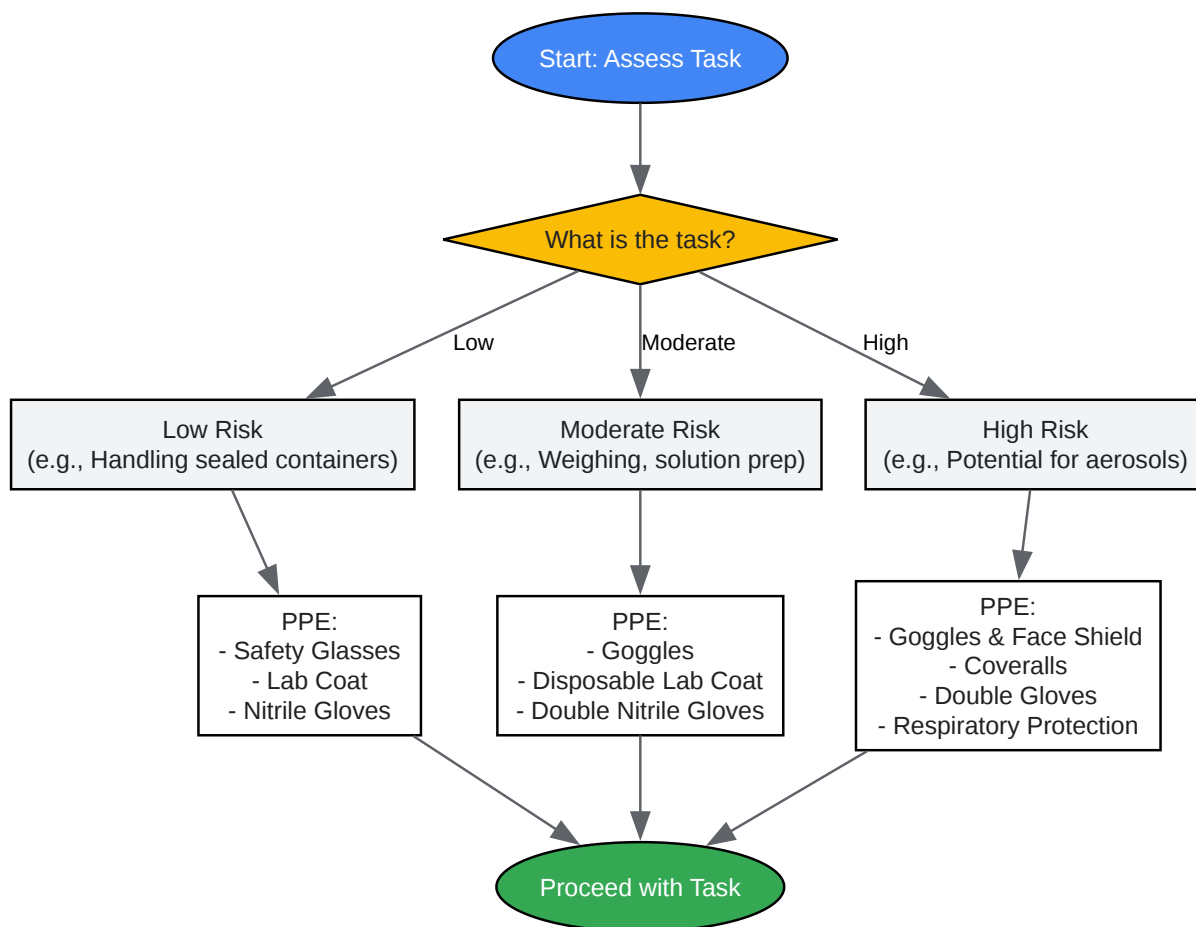 Start: Assess Task
What is the task?
Low
Moderate
High
Low Risk
(e.g., Handling sealed containers)
Moderate Risk
(e.g., Weighing, solution prep)
High Risk
(e.g., Potential for aerosols)
PPE:
- Safety Glasses
- Lab Coat
- Nitrile Gloves
PPE:
- Goggles
- Disposable Lab Coat
- Double Nitrile Gloves
PPE:
- Goggles & Face Shield
- Coveralls
- Double Gloves
- Respiratory Protection
Proceed with Task